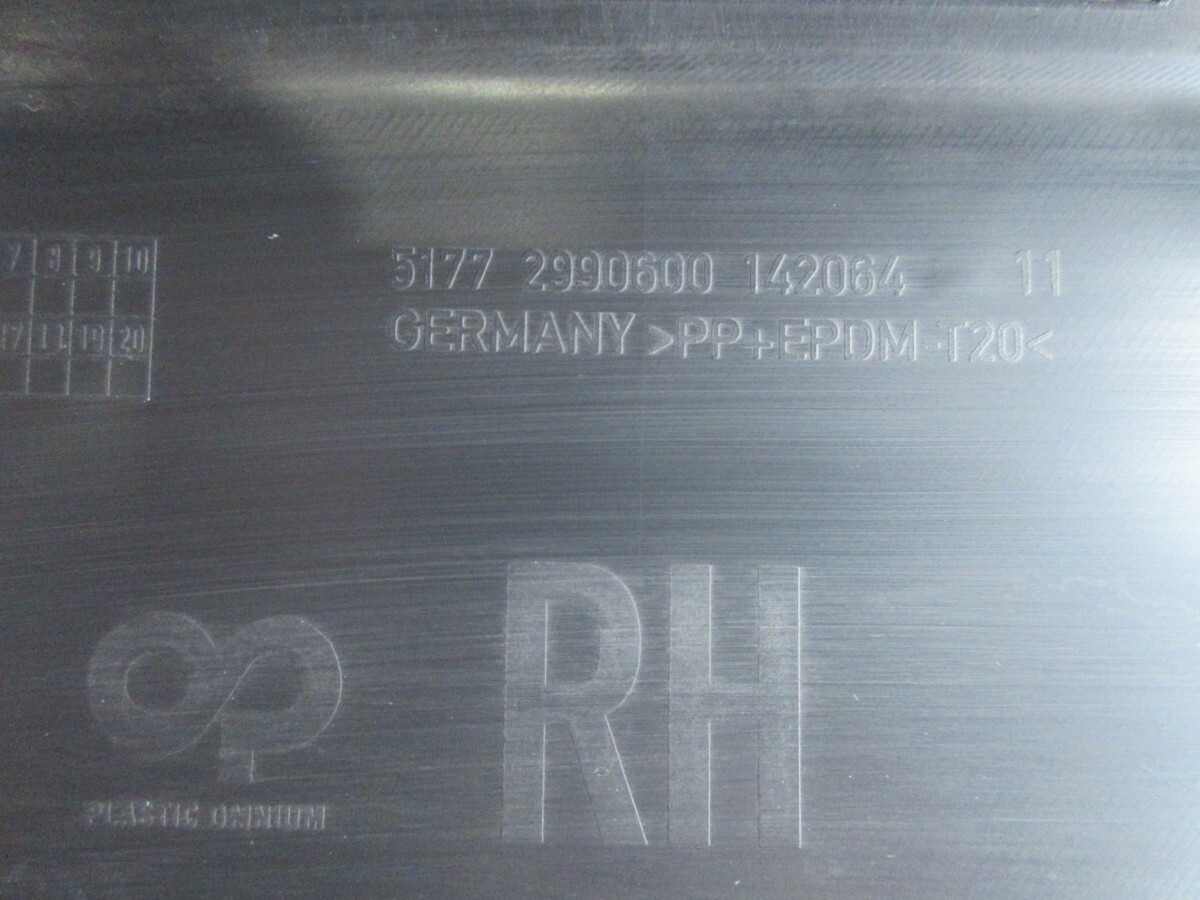 7 8 9 10
17 18 19 20
5177 2990600 142064 11
GERMANY >PP+EPDM-T20<
RH
PLASTIC OMNIUM